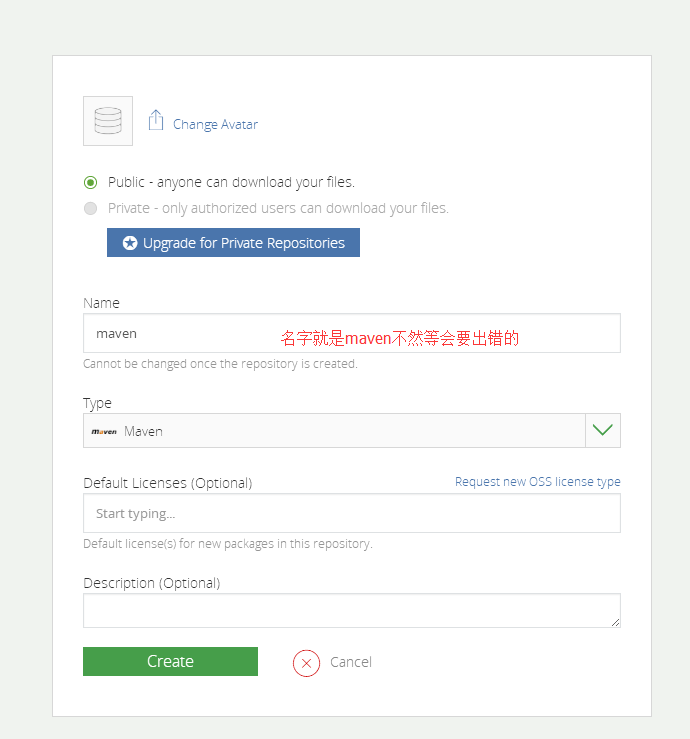 Change Avatar
Public - anyone can download your files.
Private - only authorized users can download your files.
Upgrade for Private Repositories
Name
maven
名字就是maven不然等会要出错的
Cannot be changed once the repository is created.
Type
maven Maven
Default Licenses (Optional)
Request new OSS license type
Start typing...
Default license(s) for new packages in this repository.
Description (Optional)
Create
Cancel